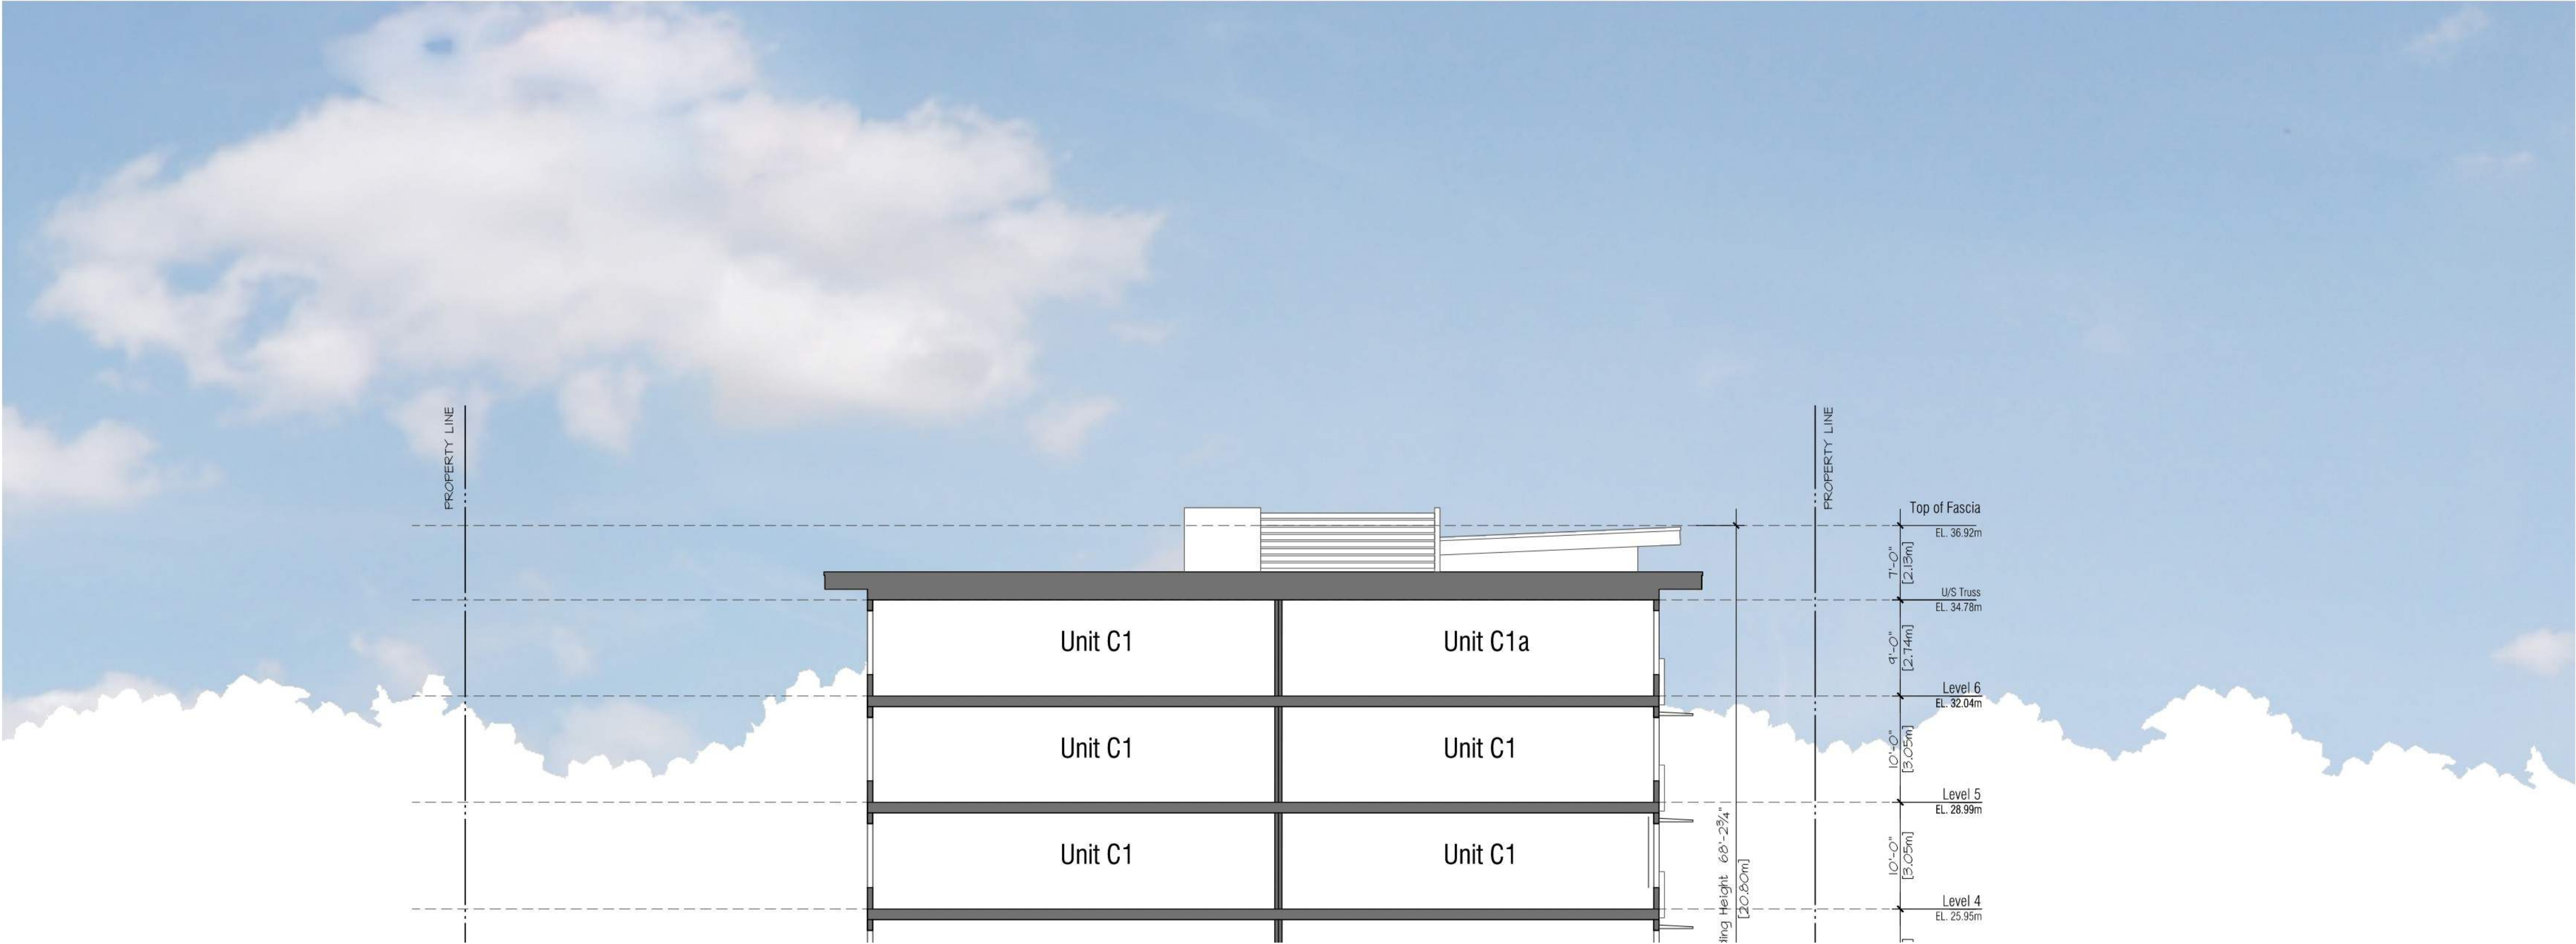 PROPERTY LINE
PROPERTY LINE
Top of Fascia
EL. 36.92m
7'-0"
[2.13m]
U/S Truss
EL. 34.78m
Unit C1
Unit C1a
9'-0"
[2.74m]
Level 6
EL. 32.04m
Unit C1
Unit C1
10'-0"
[3.05m]
Level 5
EL. 28.99m
Unit C1
Unit C1
ding Height 68'-2¾"
[20.80m]
10'-0"
[3.05m]
Level 4
EL. 25.95m